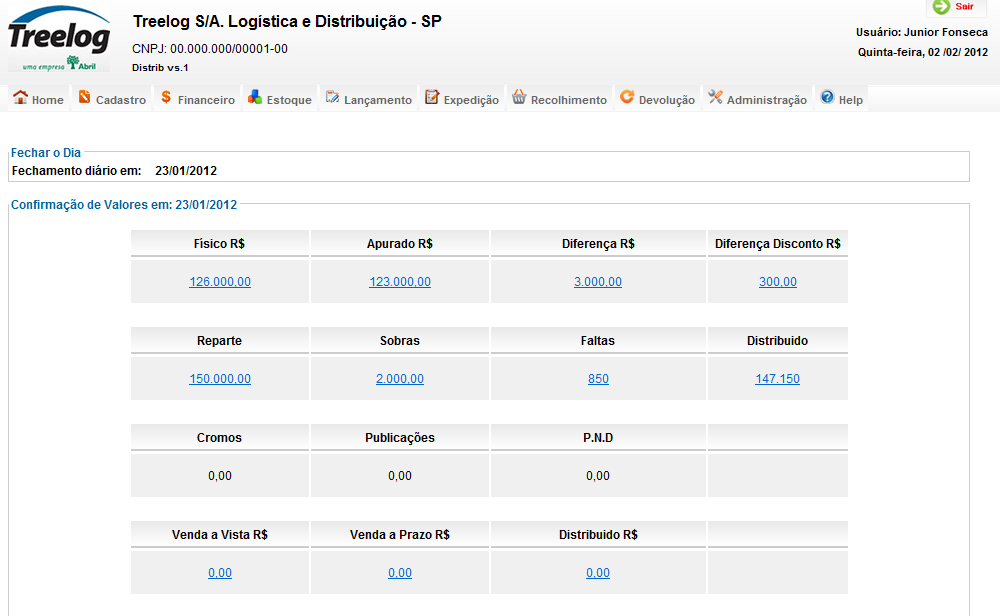 Treelog
uma empresa Abril
Treelog S/A. Logística e Distribuição - SP
CNPJ: 00.000.000/00001-00
Distrib vs.1
Sair
Usuário: Junior Fonseca
Quinta-feira, 02 /02/ 2012
Home Cadastro Financeiro Estoque Lançamento Expedição Recolhimento Devolução Administração Help
Fechar o Dia
Fechamento diário em: 23/01/2012
Confirmação de Valores em: 23/01/2012
Físico R$ Apurado R$ Diferença R$ Diferença Disconto R$
126.000,00 123.000,00 3.000,00 300,00
Reparte Sobras Faltas Distribuido
150.000,00 2.000,00 850 147.150
Cromos Publicações P.N.D
0,00 0,00 0,00
Venda a Vista R$ Venda a Prazo R$ Distribuido R$
0,00 0,00 0,00